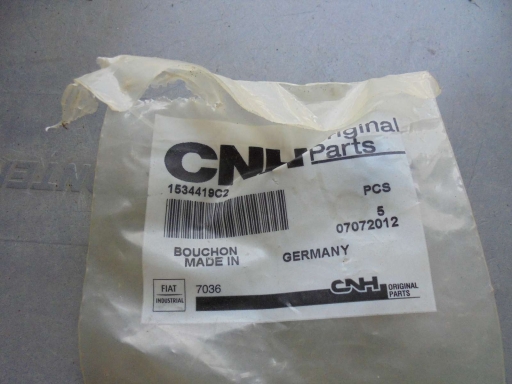 CNH Original
Parts
1534419C2 PCS
5
07072012
BOUCHON
MADE IN GERMANY
FIAT
INDUSTRIAL
7036
CNH ORIGINAL
PARTS